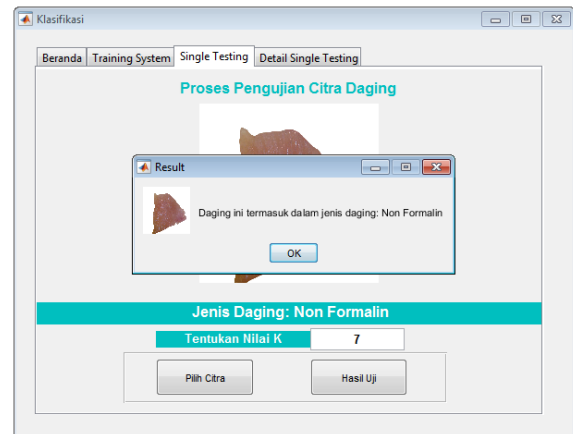 Klasifikasi
Beranda Training System Single Testing Detail Single Testing
Proses Pengujian Citra Daging
Result
Daging ini termasuk dalam jenis daging: Non Formalin
OK
Jenis Daging: Non Formalin
Tentukan Nilai K 7
Pilih Citra Hasil Uji